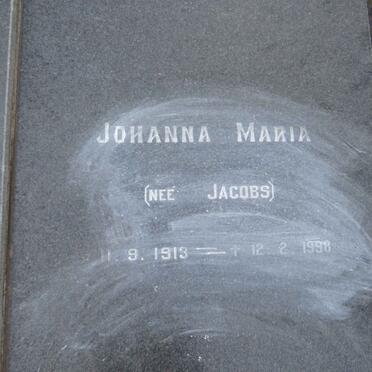 JOHANNA MARIA
(NEE JACOBS)
11. 9. 1913 — † 12. 2. 1998